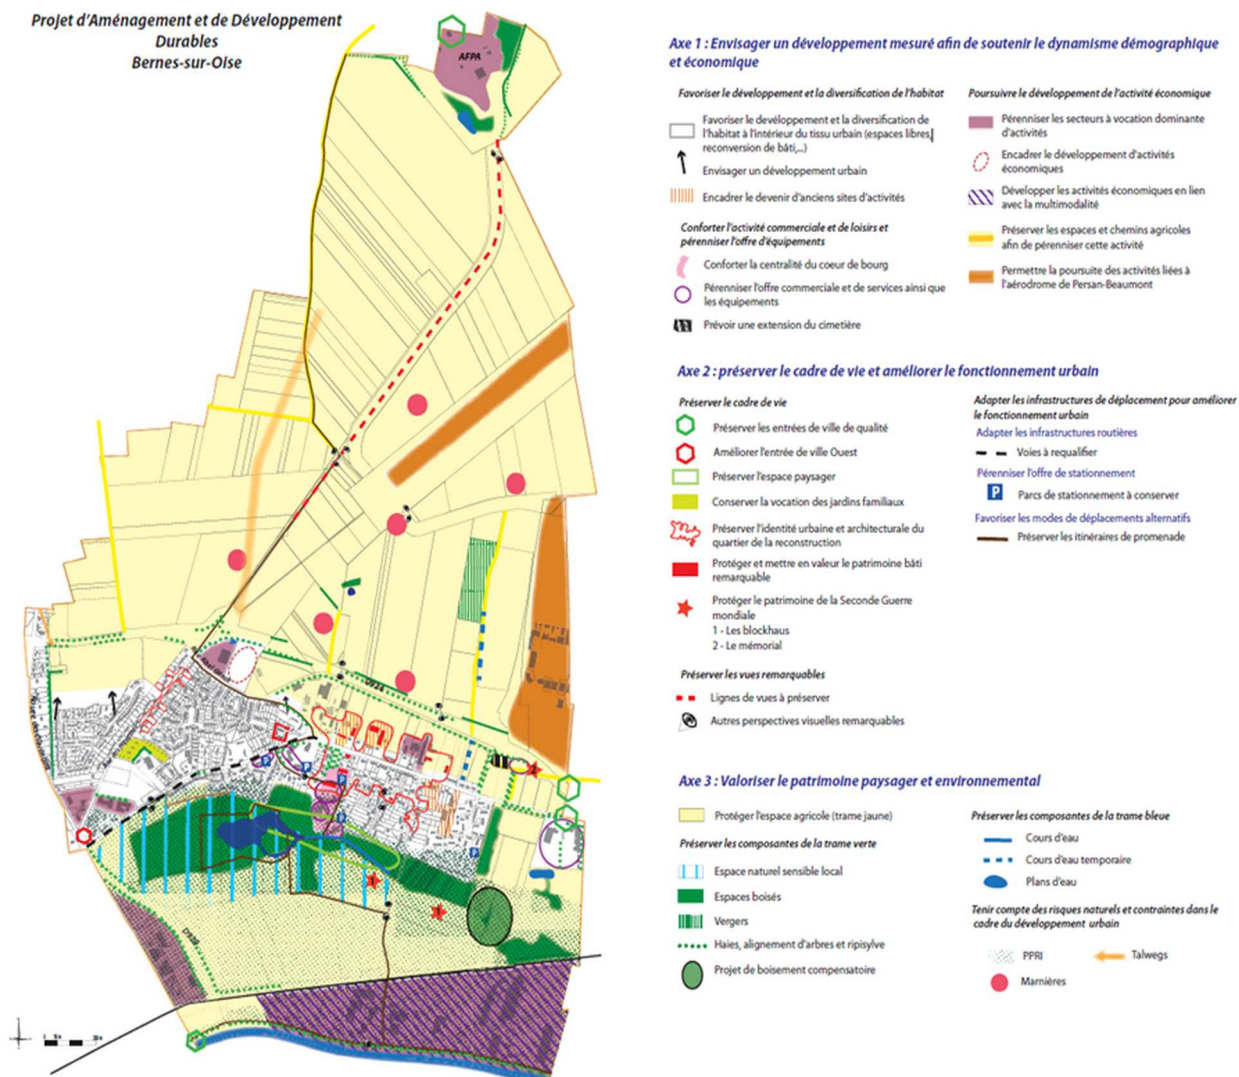 Projet d'Aménagement et de Développement
Durables
Bernes-sur-Oise
AFPA
D924
D929
P
P
P
P
P
1
1
2
Axe 1 : Envisager un développement mesuré afin de soutenir le dynamisme démographique
et économique
Favoriser le développement et la diversification de l'habitat
Favoriser le devéloppement et la diversification de
l'habitat à l'intérieur du tissu urbain (espaces libres,
reconversion de bâti,...)
Envisager un développement urbain
Encadrer le devenir d'anciens sites d'activités
Conforter l'activité commerciale et de loisirs et
pérenniser l'offre d'équipements
Conforter la centralité du coeur de bourg
Pérenniser l'offre commerciale et de services ainsi que
les équipements
Prévoir une extension du cimetière
Poursuivre le développement de l'activité économique
Pérenniser les secteurs à vocation dominante
d'activités
Encadrer le développement d'activités
économiques
Développer les activités économiques en lien
avec la multimodalité
Préserver les espaces et chemins agricoles
afin de pérenniser cette activité
Permettre la poursuite des activités liées à
l'aérodrome de Persan-Beaumont
Axe 2 : préserver le cadre de vie et améliorer le fonctionnement urbain
Préserver le cadre de vie
Préserver les entrées de ville de qualité
Améliorer l'entrée de ville Ouest
Préserver l'espace paysager
Conserver la vocation des jardins familiaux
Préserver l'identité urbaine et architecturale du
quartier de la reconstruction
Protéger et mettre en valeur le patrimoine bâti
remarquable
Protéger le patrimoine de la Seconde Guerre
mondiale
1 - Les blockhaus
2 - Le mémorial
Préserver les vues remarquables
Lignes de vues à préserver
Autres perspectives visuelles remarquables
Adapter les infrastructures de déplacement pour améliorer
le fonctionnement urbain
Adapter les infrastructures routières
Voies à requalifier
Pérenniser l'offre de stationnement
P Parcs de stationnement à conserver
Favoriser les modes de déplacements alternatifs
Préserver les itinéraires de promenade
Axe 3 : Valoriser le patrimoine paysager et environnemental
Protéger l'espace agricole (trame jaune)
Préserver les composantes de la trame verte
Espace naturel sensible local
Espaces boisés
Vergers
Haies, alignement d'arbres et ripisylve
Projet de boisement compensatoire
Préserver les composantes de la trame bleue
Cours d'eau
Cours d'eau temporaire
Plans d'eau
Tenir compte des risques naturels et contraintes dans le
cadre du développement urbain
PPRI
Talwegs
Marnières